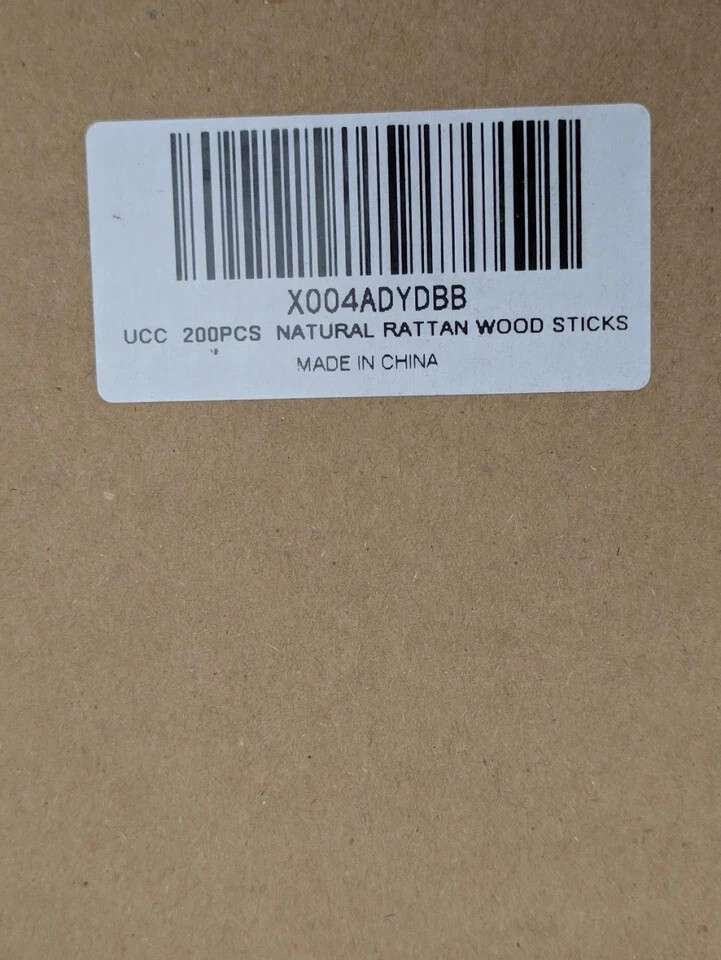 X004ADYDBB
UCC 200PCS NATURAL RATTAN WOOD STICKS
MADE IN CHINA